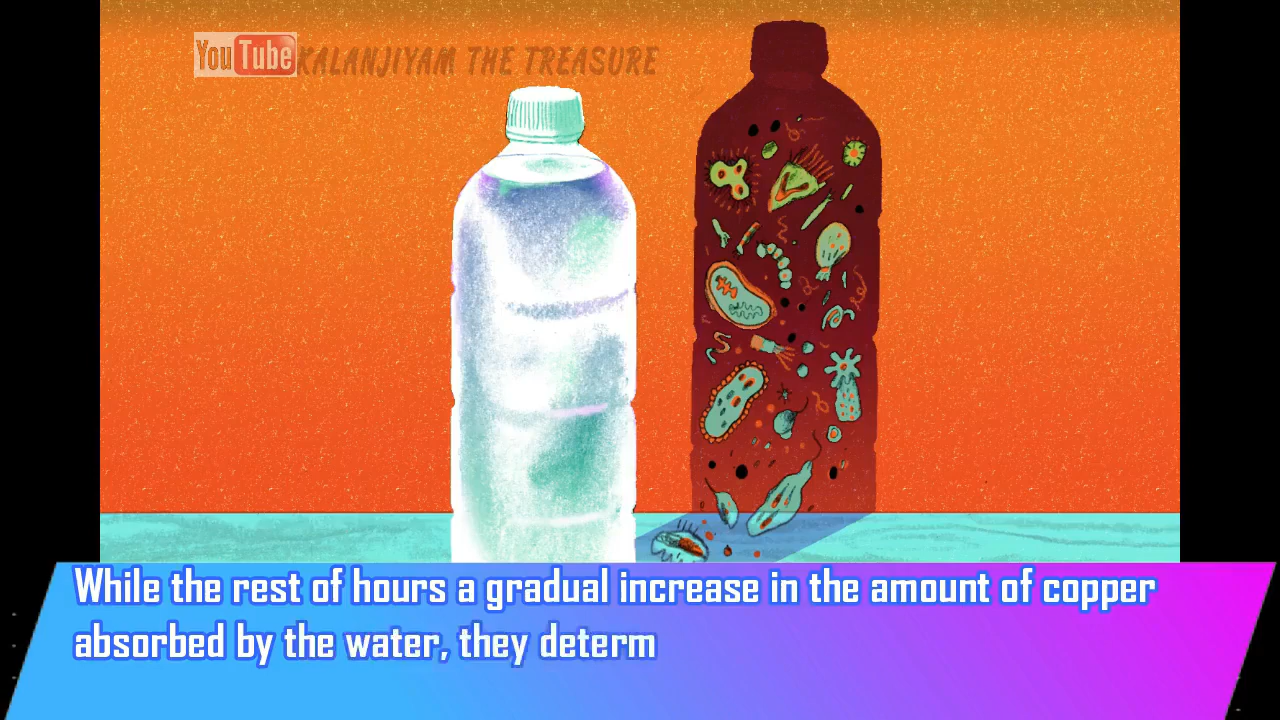 YouTube KALANJIYAM THE TREASURE
While the rest of hours a gradual increase in the amount of copper
absorbed by the water, they determ